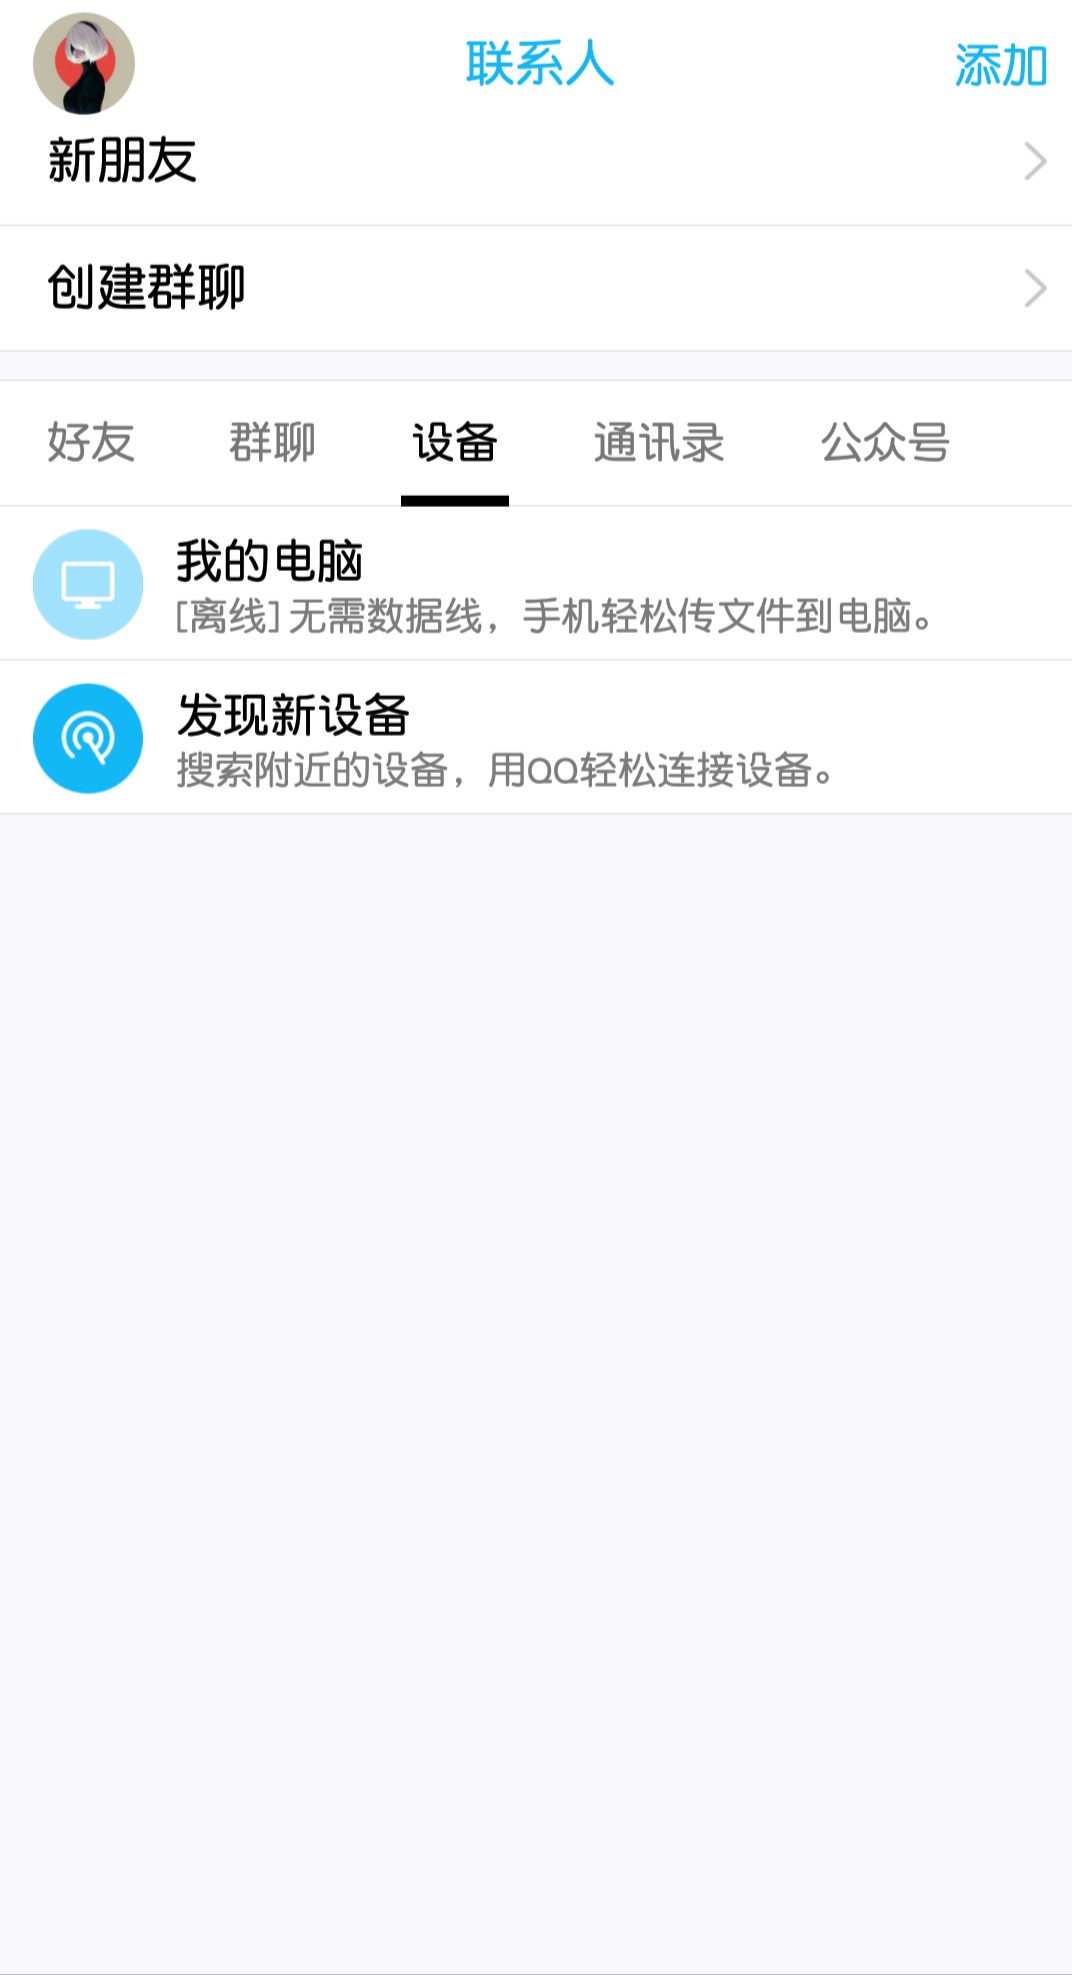 联系人
添加
新朋友
创建群聊
好友 群聊 设备 通讯录 公众号
我的电脑
[离线]无需数据线，手机轻松传文件到电脑。
发现新设备
搜索附近的设备，用QQ轻松连接设备。